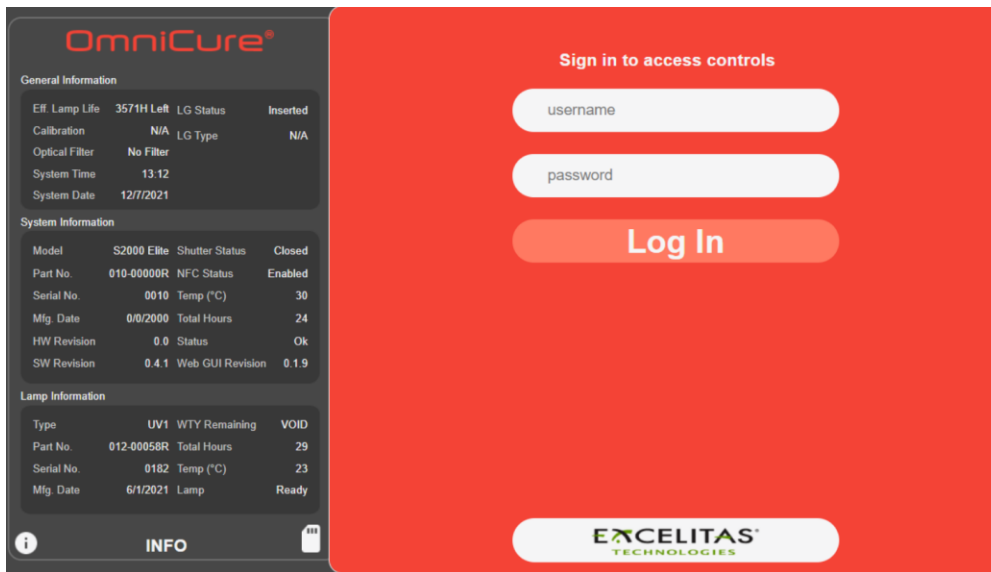 OmniCure®
General Information
Eff. Lamp Life 3571H Left LG Status Inserted
Calibration N/A LG Type N/A
Optical Filter No Filter
System Time 13:12
System Date 12/7/2021
System Information
Model S2000 Elite Shutter Status Closed
Part No. 010-00000R NFC Status Enabled
Serial No. 0010 Temp (°C) 30
Mfg. Date 0/0/2000 Total Hours 24
HW Revision 0.0 Status Ok
SW Revision 0.4.1 Web GUI Revision 0.1.9
Lamp Information
Type UV1 WTY Remaining VOID
Part No. 012-00058R Total Hours 29
Serial No. 0182 Temp (°C) 23
Mfg. Date 6/1/2021 Lamp Ready
i INFO
Sign in to access controls
username
password
Log In
EXCELITAS
TECHNOLOGIES